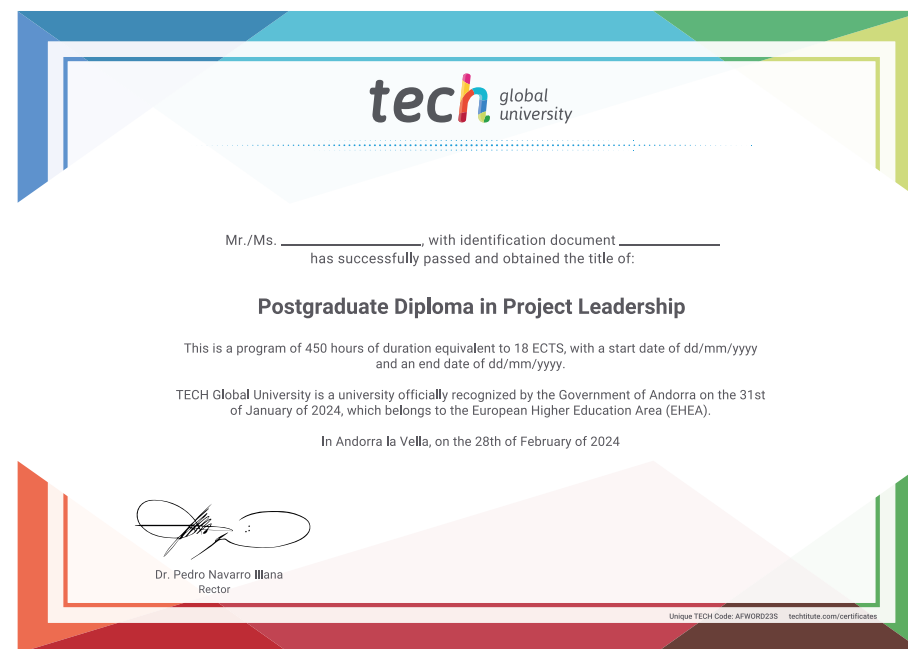 tech global university
Mr./Ms. ____________, with identification document ____________
has successfully passed and obtained the title of:
Postgraduate Diploma in Project Leadership
This is a program of 450 hours of duration equivalent to 18 ECTS, with a start date of dd/mm/yyyy
and an end date of dd/mm/yyyy.
TECH Global University is a university officially recognized by the Government of Andorra on the 31st
of January of 2024, which belongs to the European Higher Education Area (EHEA).
In Andorra la Vella, on the 28th of February of 2024
Dr. Pedro Navarro Illana
Rector
Unique TECH Code: AFWORD23S techtitute.com/certificates